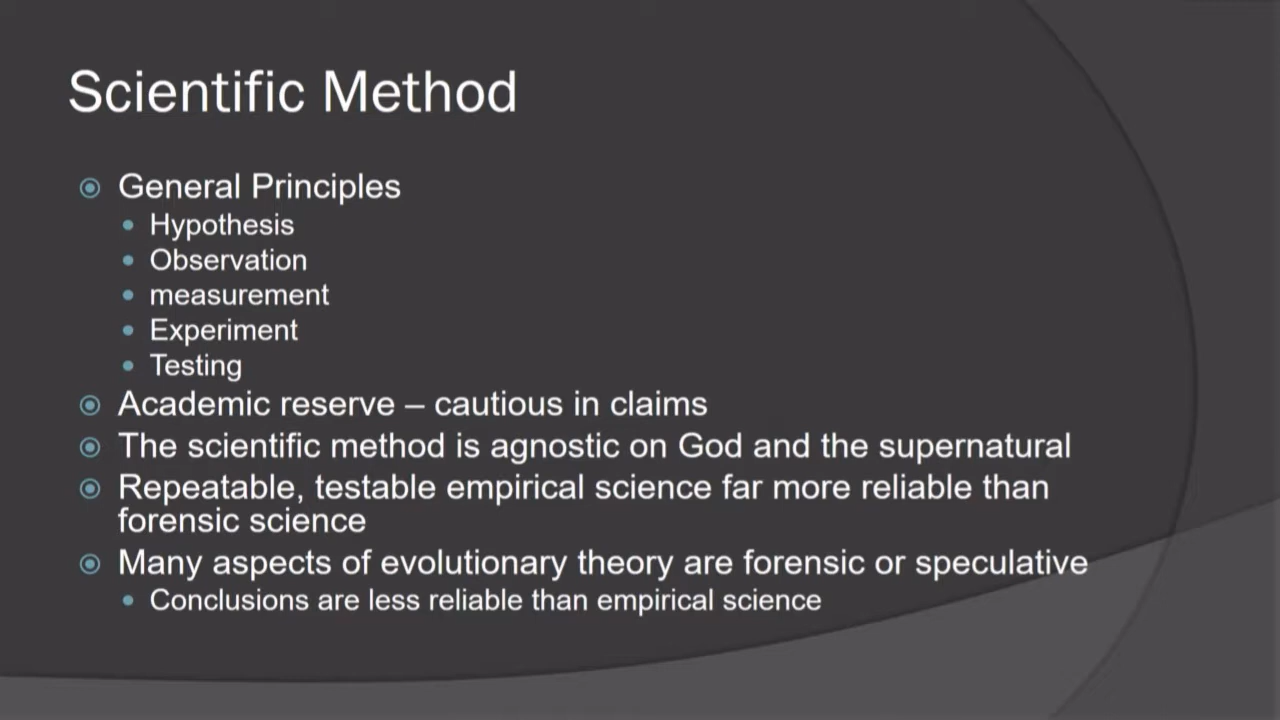 Scientific Method
General Principles
Hypothesis
Observation
measurement
Experiment
Testing
Academic reserve – cautious in claims
The scientific method is agnostic on God and the supernatural
Repeatable, testable empirical science far more reliable than
forensic science
Many aspects of evolutionary theory are forensic or speculative
Conclusions are less reliable than empirical science